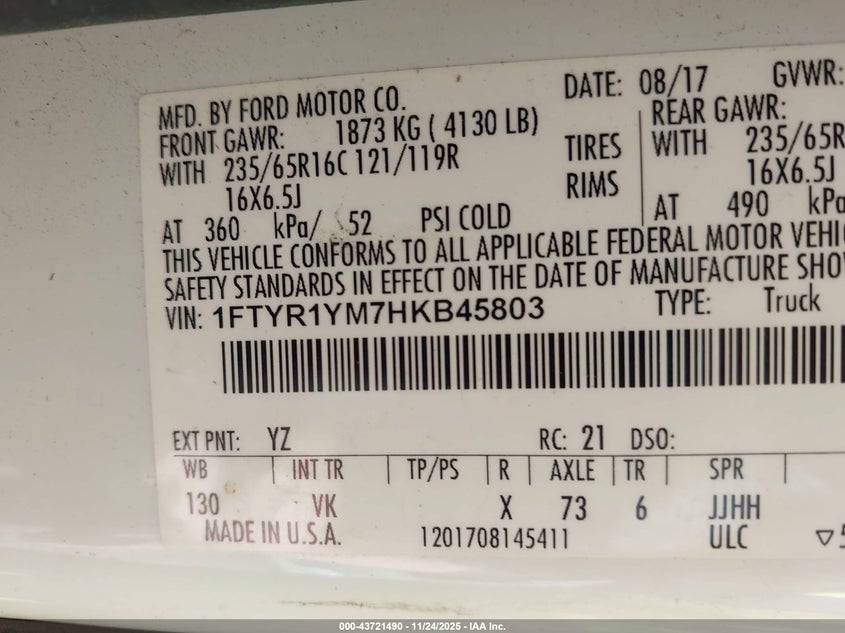 MFD. BY FORD MOTOR CO. DATE: 08/17 GVWR:
FRONT GAWR: 1873 KG ( 4130 LB) REAR GAWR:
WITH 235/65R16C 121/119R TIRES WITH 235/65R
16X6.5J RIMS 16X6.5J
AT 360 kPa/ 52 PSI COLD AT 490 kPa
THIS VEHICLE CONFORMS TO ALL APPLICABLE FEDERAL MOTOR VEHI
SAFETY STANDARDS IN EFFECT ON THE DATE OF MANUFACTURE SHO
VIN: 1FTYR1YM7HKB45803 TYPE: Truck
EXT PNT: YZ RC: 21 DSO:
WB INT TR TP/PS R AXLE TR SPR
130 VK X 73 6 JJHH
MADE IN U.S.A. 1201708145411 ULC ▽5
000-43721490 - 11/24/2025 - IAA Inc.